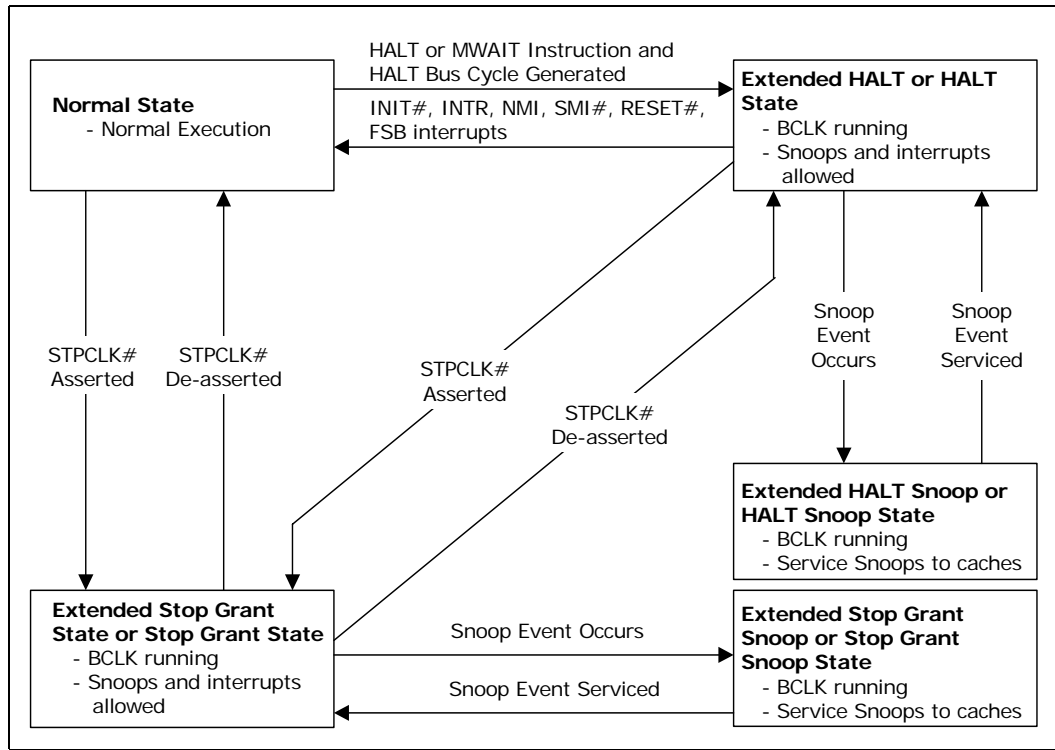 HALT or MWAIT Instruction and
HALT Bus Cycle Generated
Normal State
- Normal Execution
INIT#, INTR, NMI, SMI#, RESET#,
FSB interrupts
Extended HALT or HALT
State
- BCLK running
- Snoops and interrupts
allowed
STPCLK#
Asserted
STPCLK#
De-asserted
STPCLK#
Asserted
STPCLK#
De-asserted
Snoop
Event
Occurs
Snoop
Event
Serviced
Extended HALT Snoop or
HALT Snoop State
- BCLK running
- Service Snoops to caches
Extended Stop Grant
State or Stop Grant State
- BCLK running
- Snoops and interrupts
allowed
Snoop Event Occurs
Snoop Event Serviced
Extended Stop Grant
Snoop or Stop Grant
Snoop State
- BCLK running
- Service Snoops to caches